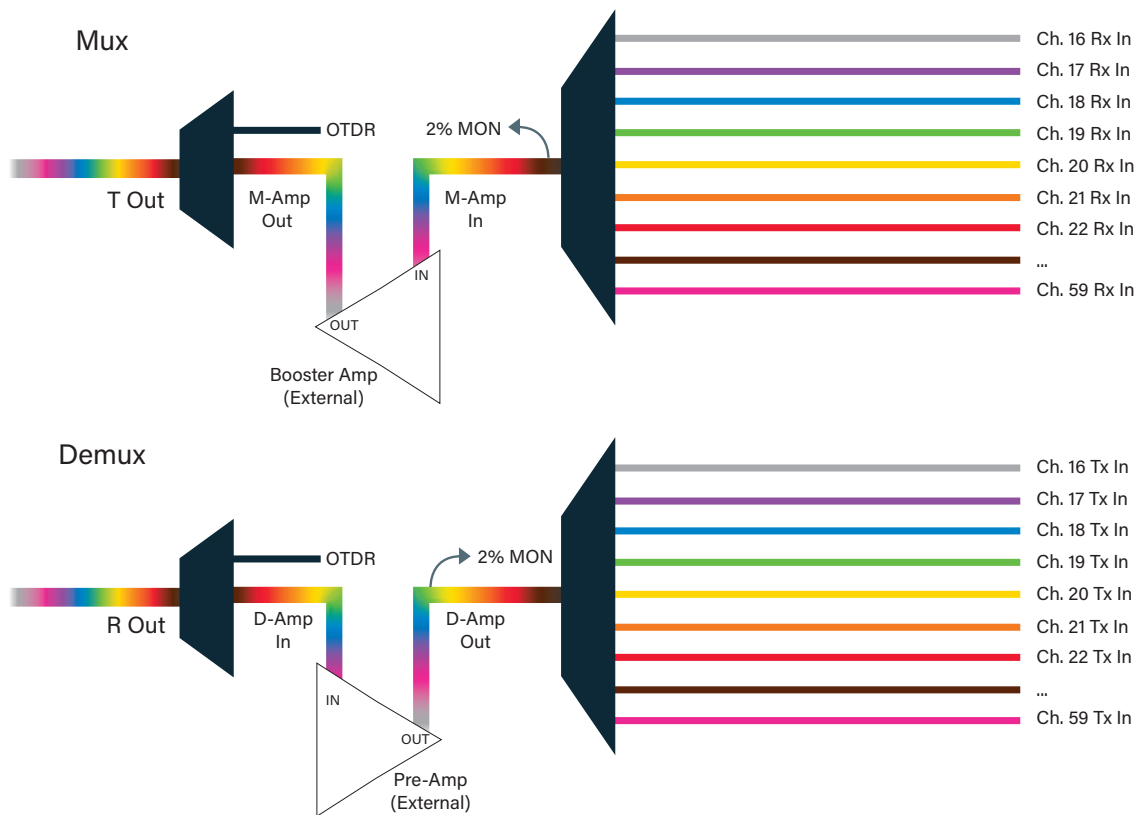 Mux
OTDR
T Out
M-Amp
Out
2% MON
M-Amp
In
IN
OUT
Booster Amp
(External)
Ch. 16 Rx In
Ch. 17 Rx In
Ch. 18 Rx In
Ch. 19 Rx In
Ch. 20 Rx In
Ch. 21 Rx In
Ch. 22 Rx In
...
Ch. 59 Rx In
Demux
OTDR
R Out
D-Amp
In
2% MON
D-Amp
Out
IN
OUT
Pre-Amp
(External)
Ch. 16 Tx In
Ch. 17 Tx In
Ch. 18 Tx In
Ch. 19 Tx In
Ch. 20 Tx In
Ch. 21 Tx In
Ch. 22 Tx In
...
Ch. 59 Tx In